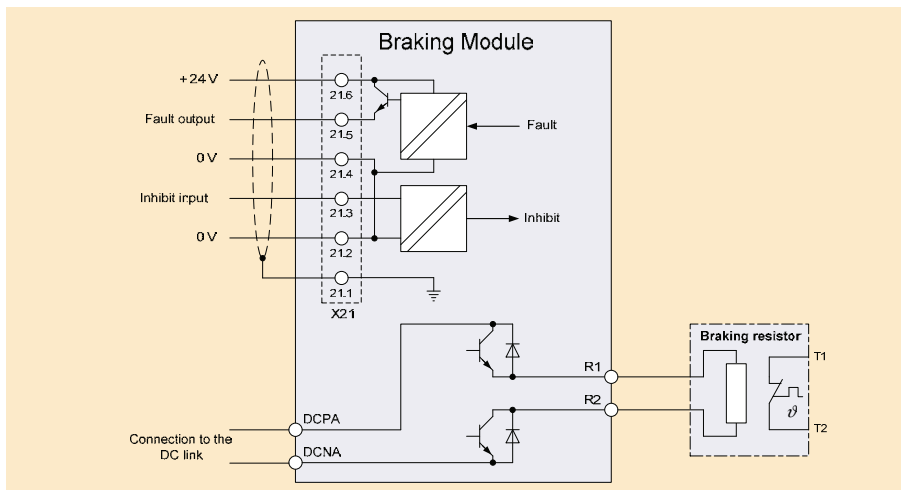 Braking Module
+24 V
21.6
Fault output
21.5
Fault
0 V
21.4
Inhibit input
21.3
Inhibit
0 V
21.2
21.1
X21
Braking resistor
R1
T1
R2
ϑ
T2
DCPA
Connection to the
DC link
DCNA